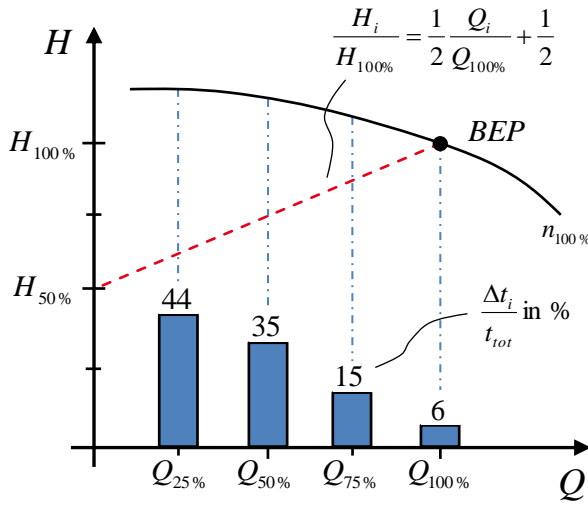 H
H_i / H_100% = 1/2 Q_i / Q_100% + 1/2
BEP
H_100%
n_100%
H_50%
44
35
15
6
Δt_i / t_tot in %
Q_25%
Q_50%
Q_75%
Q_100%
Q